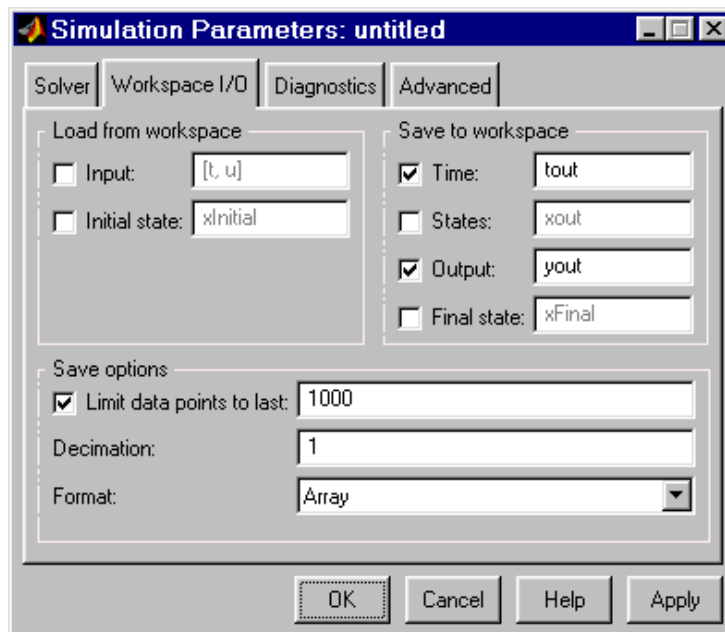 Simulation Parameters: untitled
Solver Workspace I/O Diagnostics Advanced
Load from workspace
Input: [t, u]
Initial state: xInitial
Save to workspace
Time: tout
States: xout
Output: yout
Final state: xFinal
Save options
Limit data points to last: 1000
Decimation: 1
Format: Array
OK Cancel Help Apply